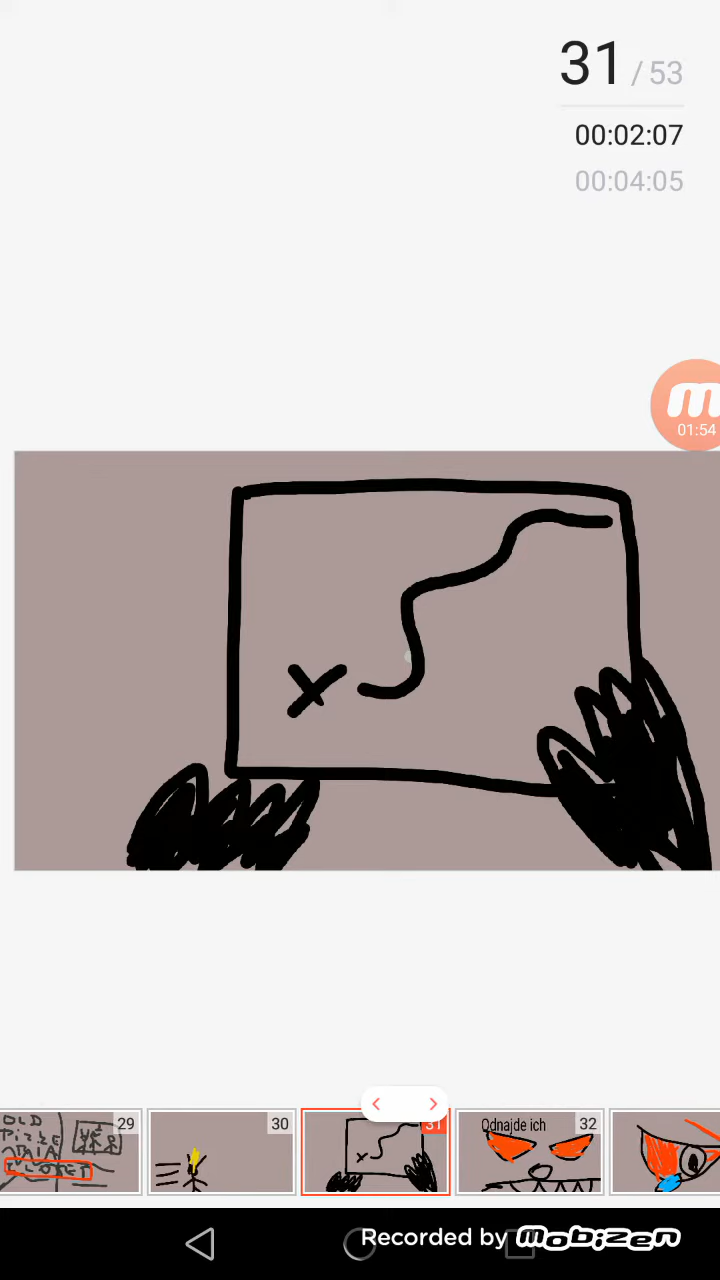 31 / 53
00:02:07
00:04:05
01:54
X
29
OLD
30
31
32
Odnajde ich
Recorded by mobizen